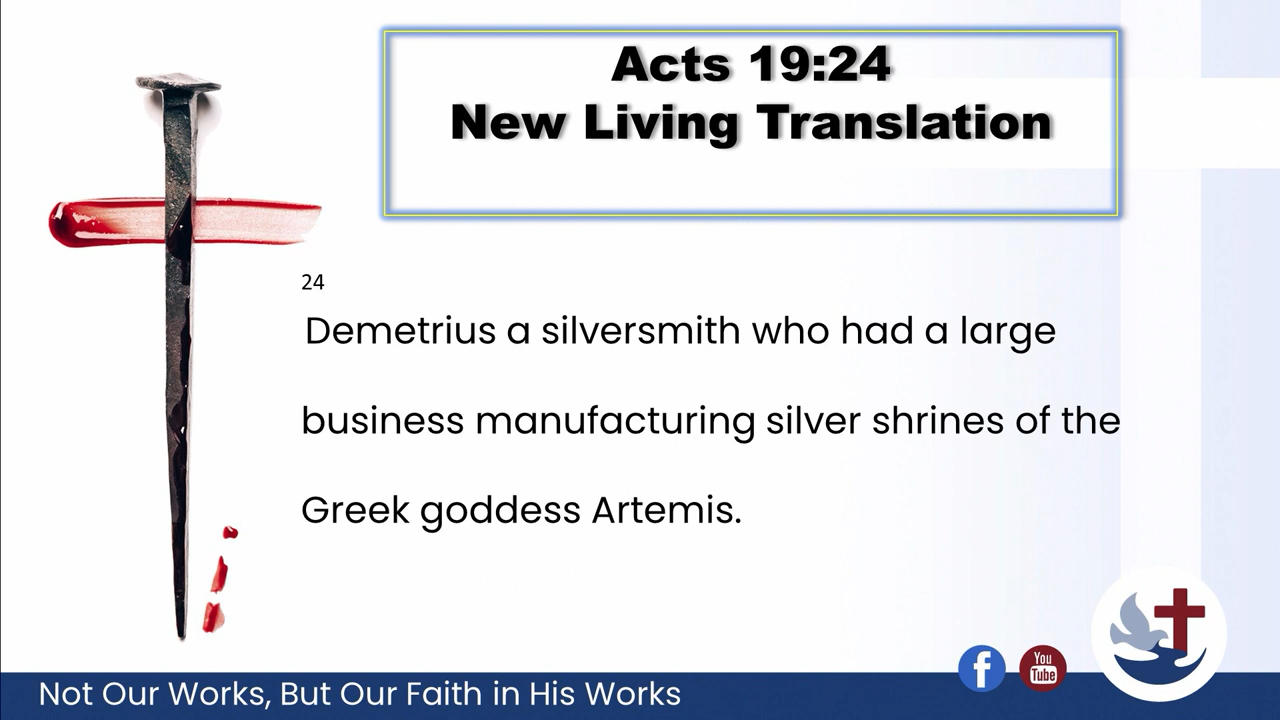 Acts 19:24
New Living Translation
24
Demetrius a silversmith who had a large
business manufacturing silver shrines of the
Greek goddess Artemis.
f
You
Tube
Not Our Works, But Our Faith in His Works